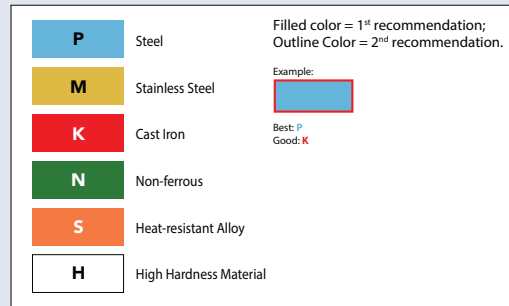 P Steel
M Stainless Steel
K Cast Iron
N Non-ferrous
S Heat-resistant Alloy
H High Hardness Material
Filled color = 1st recommendation;
Outline Color = 2nd recommendation.
Example:
Best: P
Good: K